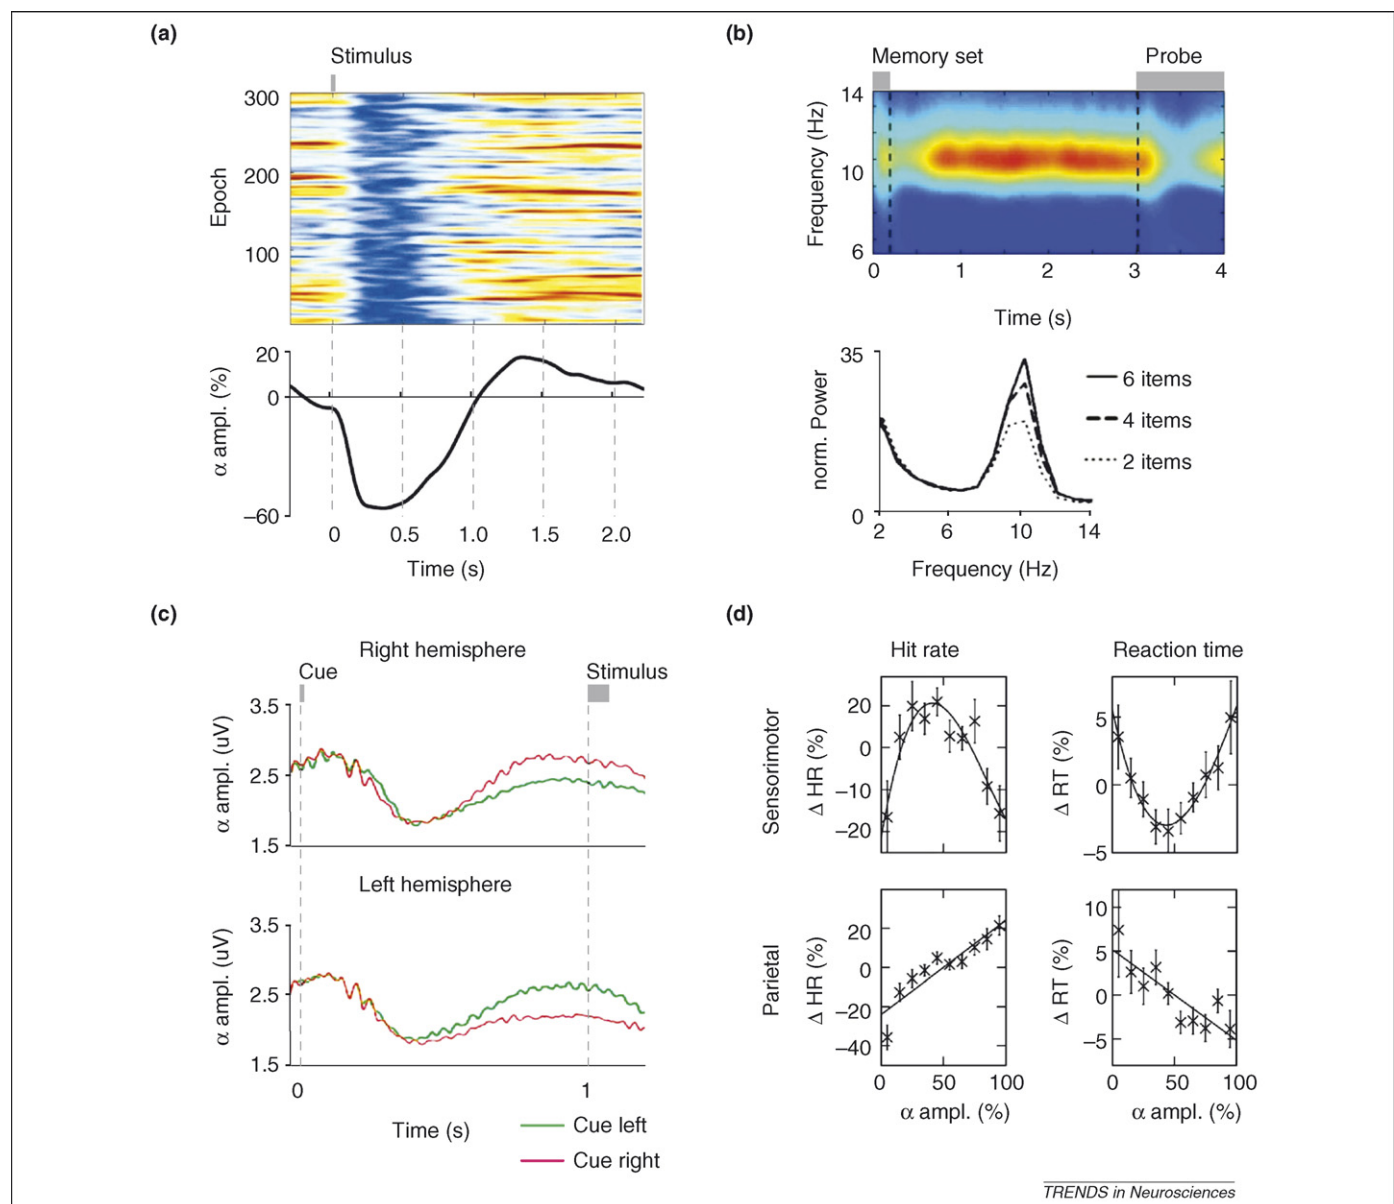 (a)
Stimulus
300
200
100
Epoch
20
0
–60
α ampl. (%)
0 0.5 1.0 1.5 2.0
Time (s)
(b)
Memory set Probe
14
10
6
Frequency (Hz)
0 1 2 3 4
Time (s)
35
0
norm. Power
6 items
4 items
2 items
2 6 10 14
Frequency (Hz)
(c)
Right hemisphere
Cue Stimulus
3.5
2.5
1.5
α ampl. (uV)
Left hemisphere
3.5
2.5
1.5
α ampl. (uV)
0 1
Time (s)
Cue left
Cue right
(d)
Hit rate Reaction time
Sensorimotor
20
0
–10
–20
Δ HR (%)
5
0
–5
Δ RT (%)
Parietal
20
0
–20
–40
Δ HR (%)
10
5
0
–5
Δ RT (%)
0 50 100 0 50 100
α ampl. (%) α ampl. (%)
TRENDS in Neurosciences